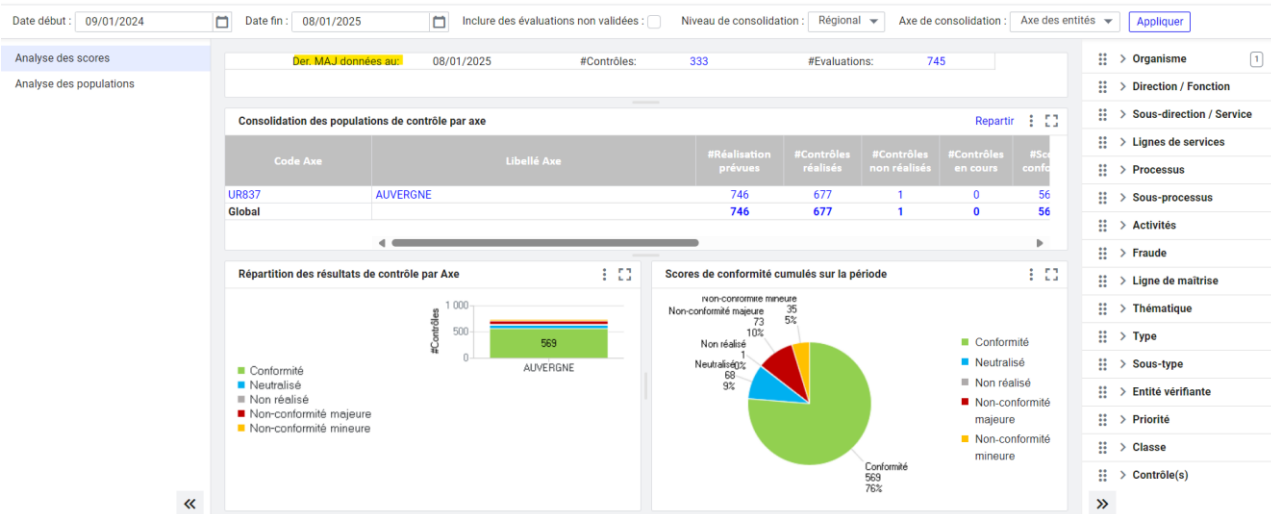 Date début : 09/01/2024 Date fin : 08/01/2025 Inclure des évaluations non validées : Niveau de consolidation : Régional Axe de consolidation : Axe des entités Appliquer
Analyse des scores
Analyse des populations
Der. MAJ données au: 08/01/2025 #Contrôles: 333 #Evaluations: 745
Consolidation des populations de contrôle par axe Repartir
Code Axe Libellé Axe #Réalisation prévues #Contrôles réalisés #Contrôles non réalisés #Contrôles en cours
UR837 AUVERGNE 746 677 1 0 56
Global 746 677 1 0 56
Répartition des résultats de contrôle par Axe
#Contrôles
1 000
500
0
569
AUVERGNE
Conformité
Neutralisé
Non réalisé
Non-conformité majeure
Non-conformité mineure
Scores de conformité cumulés sur la période
Non-conformité mineure
35
5%
Non-conformité majeure
73
10%
Non réalisé
1
0%
Neutralisé
68
9%
Conformité
569
76%
Conformité
Neutralisé
Non réalisé
Non-conformité
majeure
Non-conformité
mineure
Organisme 1
Direction / Fonction
Sous-direction / Service
Lignes de services
Processus
Sous-processus
Activités
Fraude
Ligne de maîtrise
Thématique
Type
Sous-type
Entité vérifiante
Priorité
Classe
Contrôle(s)